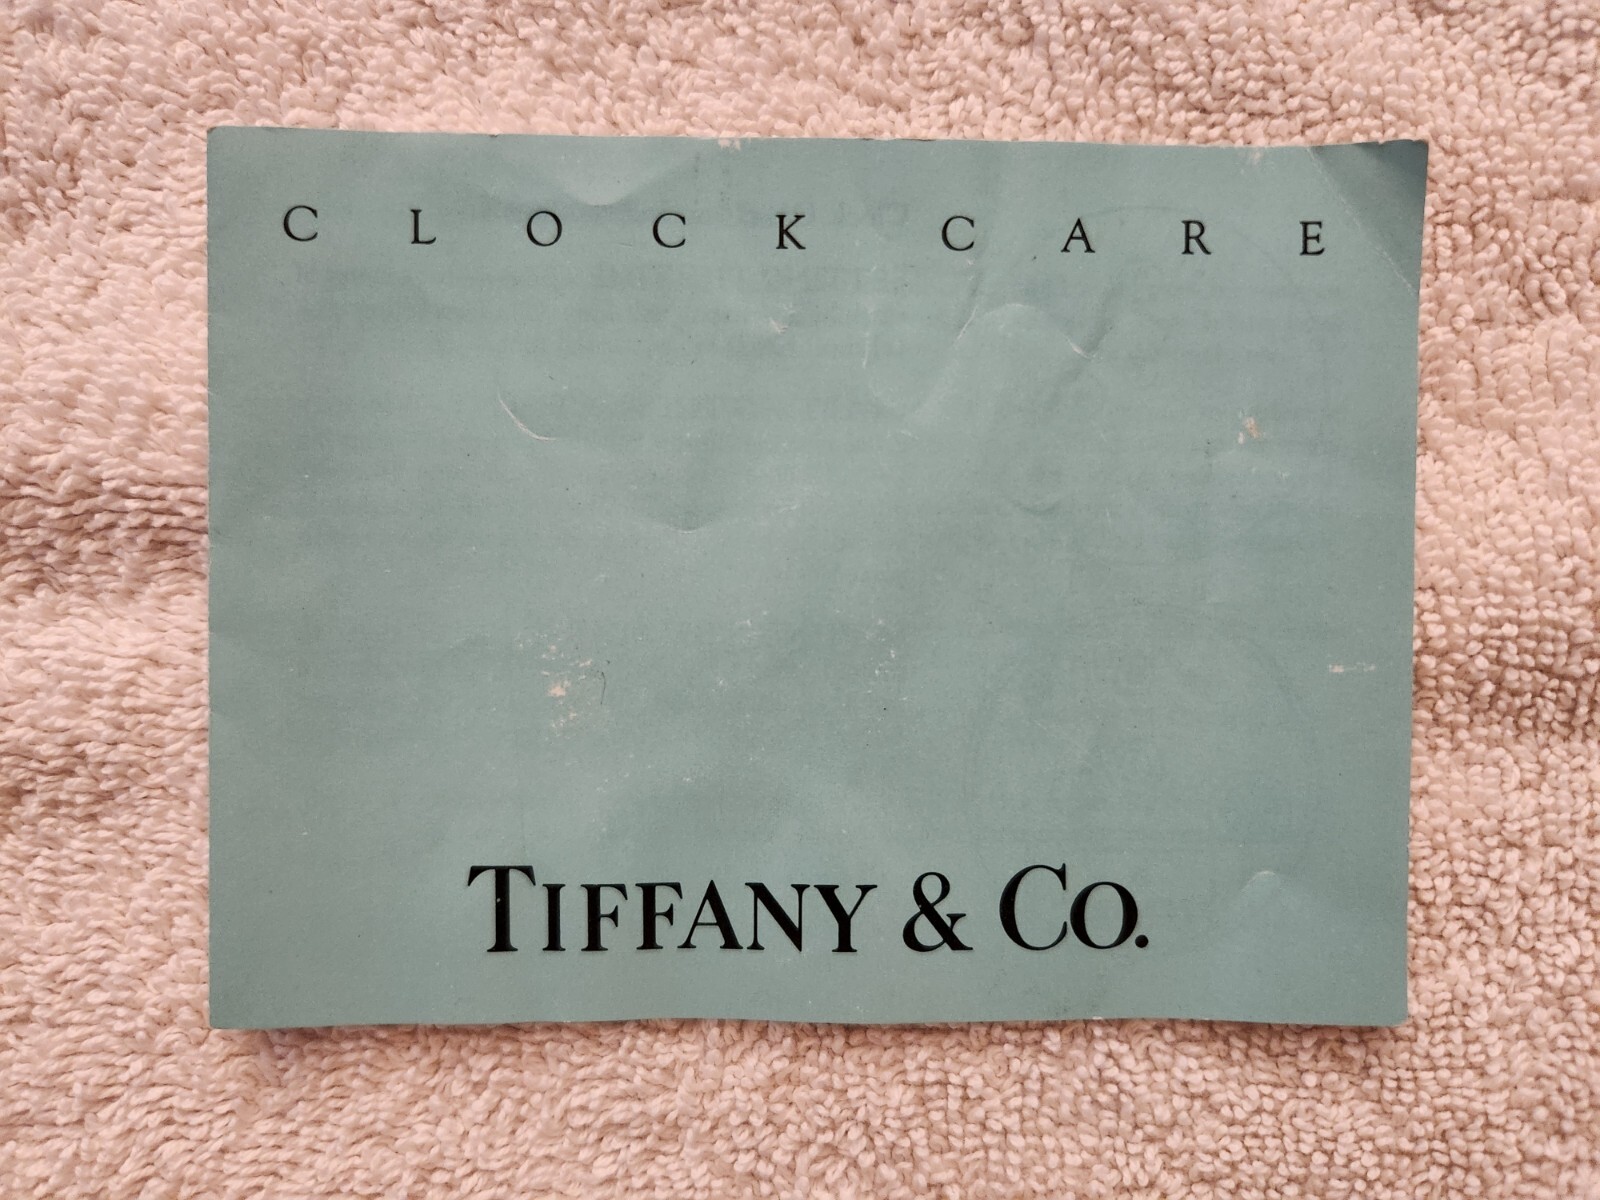 CLOCK CARE
TIFFANY & CO.